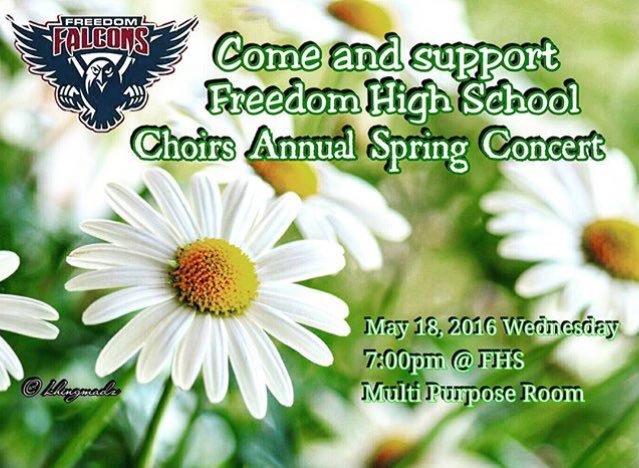 FREEDOM
FALCONS
Come and support
Freedom High School
Choirs Annual Spring Concert
May 18, 2016 Wednesday
7:00pm @ FHS
Multi Purpose Room
© khingmadz